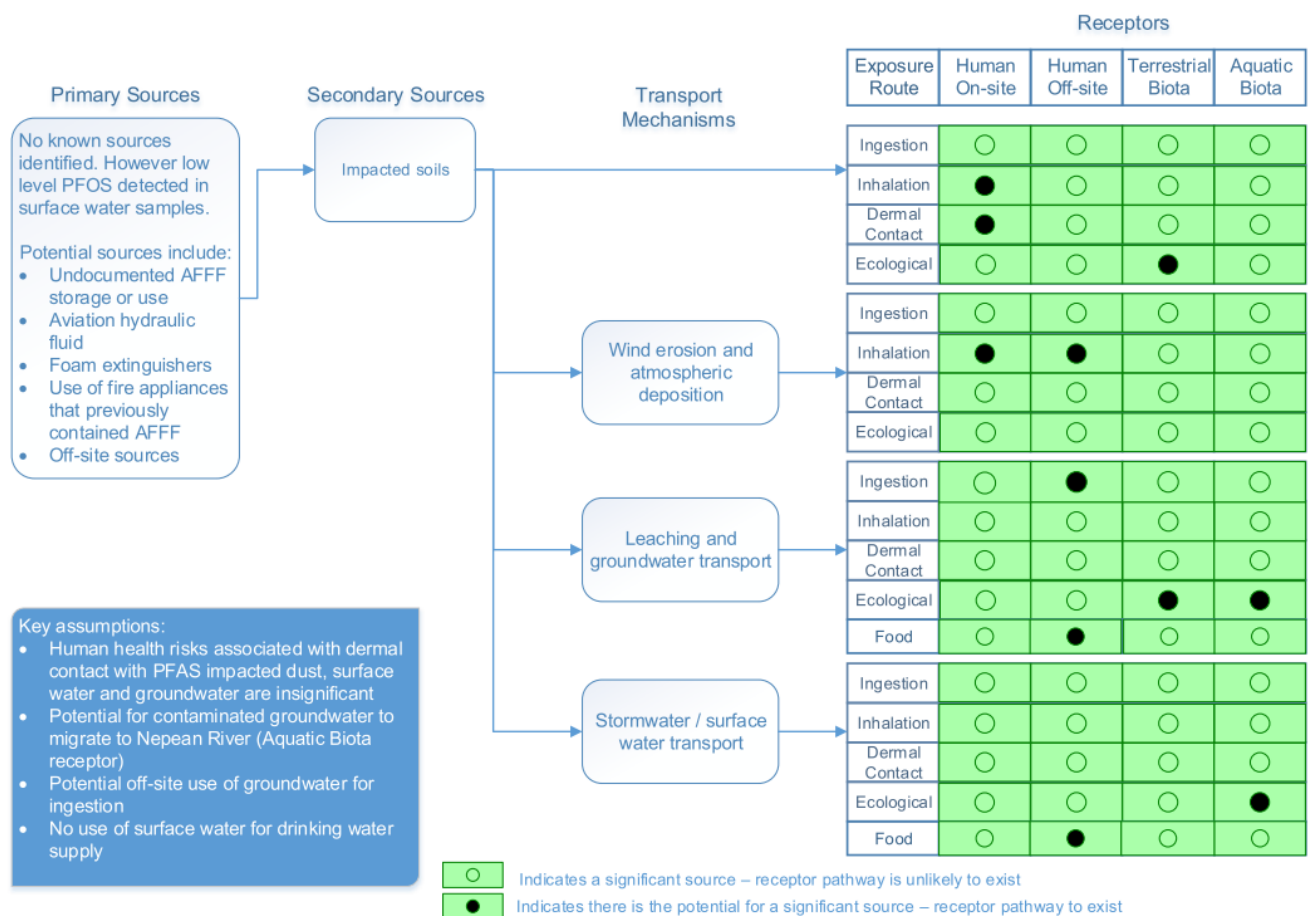 Receptors
Primary Sources
Secondary Sources
Transport
Mechanisms
Exposure
Route
Human
On-site
Human
Off-site
Terrestrial
Biota
Aquatic
Biota
No known sources
identified. However low
level PFOS detected in
surface water samples.
Potential sources include:
• Undocumented AFFF
storage or use
• Aviation hydraulic
fluid
• Foam extinguishers
• Use of fire appliances
that previously
contained AFFF
• Off-site sources
Impacted soils
Ingestion
Inhalation
Dermal
Contact
Ecological
Wind erosion and
atmospheric
deposition
Ingestion
Inhalation
Dermal
Contact
Ecological
Leaching and
groundwater transport
Ingestion
Inhalation
Dermal
Contact
Ecological
Food
Stormwater / surface
water transport
Ingestion
Inhalation
Dermal
Contact
Ecological
Food
Key assumptions:
• Human health risks associated with dermal
contact with PFAS impacted dust, surface
water and groundwater are insignificant
• Potential for contaminated groundwater to
migrate to Nepean River (Aquatic Biota
receptor)
• Potential off-site use of groundwater for
ingestion
• No use of surface water for drinking water
supply
Indicates a significant source – receptor pathway is unlikely to exist
Indicates there is the potential for a significant source – receptor pathway to exist